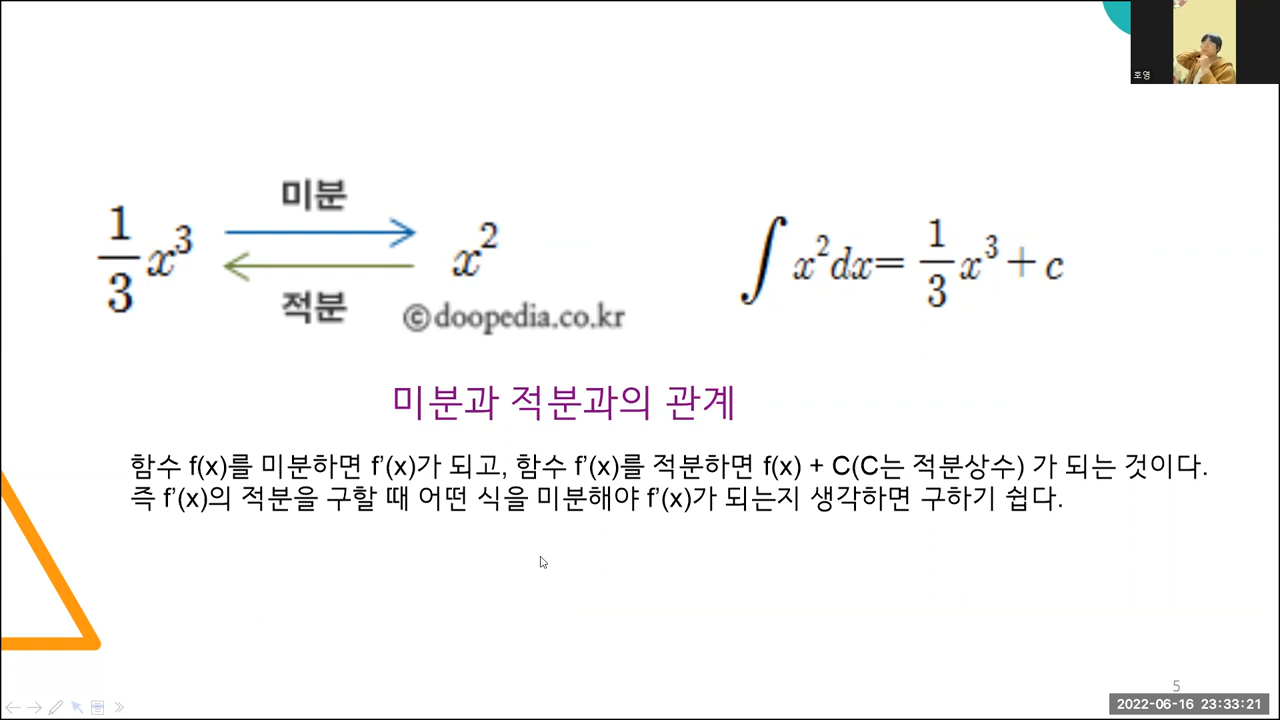 호영
미분
1/3 x³
x²
적분
©doopedia.co.kr
∫ x²dx= 1/3 x³ + c
미분과 적분과의 관계
함수 f(x)를 미분하면 f’(x)가 되고, 함수 f’(x)를 적분하면 f(x) + C(C는 적분상수) 가 되는 것이다.
즉 f’(x)의 적분을 구할 때 어떤 식을 미분해야 f’(x)가 되는지 생각하면 구하기 쉽다.
5
2022-06-16 23:33:21